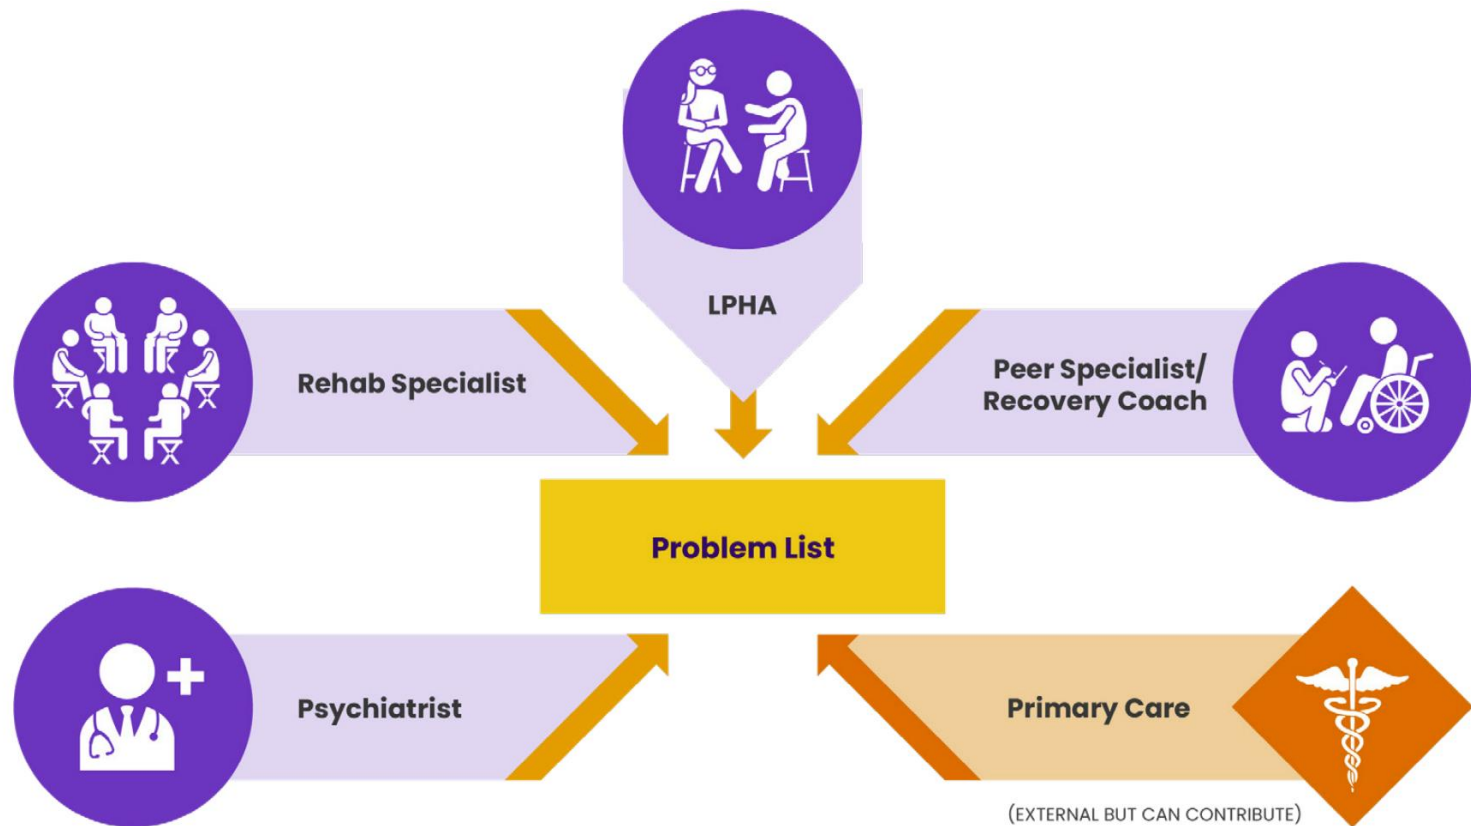 LPHA
Rehab Specialist
Peer Specialist/
Recovery Coach
Problem List
Psychiatrist
Primary Care
(EXTERNAL BUT CAN CONTRIBUTE)